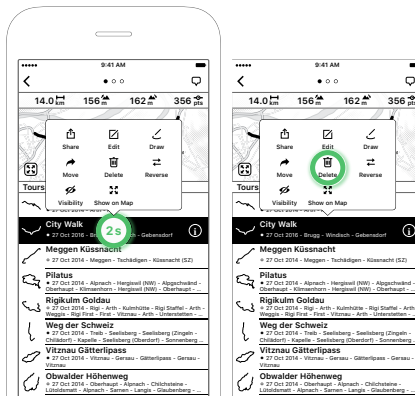 9:41 AM
14.0 km 156 m 162 m 356 pts
Share Edit Draw
Move Delete Reverse
Visibility Show on Map
Tours
City Walk
• 27 Oct 2016 - - Gebensdorf
2s
Meggen Küssnacht
27 Oct 2014 - Meggen - Tschädigen - Küssnacht (SZ)
Pilatus
• 27 Oct 2014 - Alpnach - Hergiswil (NW) - Alpgschwänd -
Oberhaupt - Klimsenhorn - Hergiswil (NW) - Oberhaupt - ...
Rigikulm Goldau
• 27 Oct 2014 - Rigi - Arth - Kulmhütte - Rigi Staffel - Arth -
Weggis - Rigi First - First - Vitznau - Arth - Unterstetten - ...
Weg der Schweiz
• 27 Oct 2014 - Treib - Seelisberg - Seelisberg (Zingeln -
Chilädorf) - Kapelle - Seelisberg (Oberdorf) - Sonnenberg ...
Vitznau Gätterlipass
• 27 Oct 2014 - Vitznau - Gersau - Gätterlipass - Gersau -
Vitznau
Obwalder Höhenweg
27 Oct 2014 - Oberhaupt - Alpnach - Chilchsteine -
Lütoldsmatt - Alpnach - Sarnen - Langis - Glaubenberg - ...
9:41 AM
14.0 km 156 m 162 m 356 pts
Share Edit Draw
Move Delete Reverse
Visibility Show on Map
Tours
City Walk
• 27 Oct 2016 - Brugg - Windisch - Gebensdorf
Meggen Küssnacht
27 Oct 2014 - Meggen - Tschädigen - Küssnacht (SZ)
Pilatus
• 27 Oct 2014 - Alpnach - Hergiswil (NW) - Alpgschwänd -
Oberhaupt - Klimsenhorn - Hergiswil (NW) - Oberhaupt -
Rigikulm Goldau
• 27 Oct 2014 - Rigi - Arth - Kulmhütte - Rigi Staffel - Arth -
Weggis - Rigi First - First - Vitznau - Arth - Unterstetten -
Weg der Schweiz
• 27 Oct 2014 - Treib - Seelisberg - Seelisberg (Zingeln -
Chilädorf) - Kapelle - Seelisberg (Oberdorf) - Sonnenberg
Vitznau Gätterlipass
• 27 Oct 2014 - Vitznau - Gersau - Gätterlipass - Gersau -
Vitznau
Obwalder Höhenweg
27 Oct 2014 - Oberhaupt - Alpnach - Chilchsteine -
Lütoldsmatt - Alpnach - Sarnen - Langis - Glaubenberg -